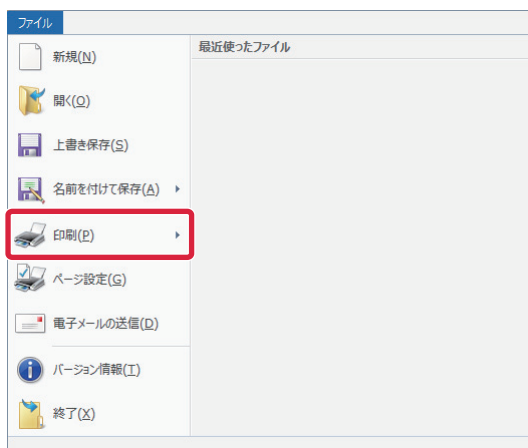 ファイル
新規(N)
最近使ったファイル
開く(O)
上書き保存(S)
名前を付けて保存(A)
印刷(P)
ページ設定(G)
電子メールの送信(D)
バージョン情報(T)
終了(X)